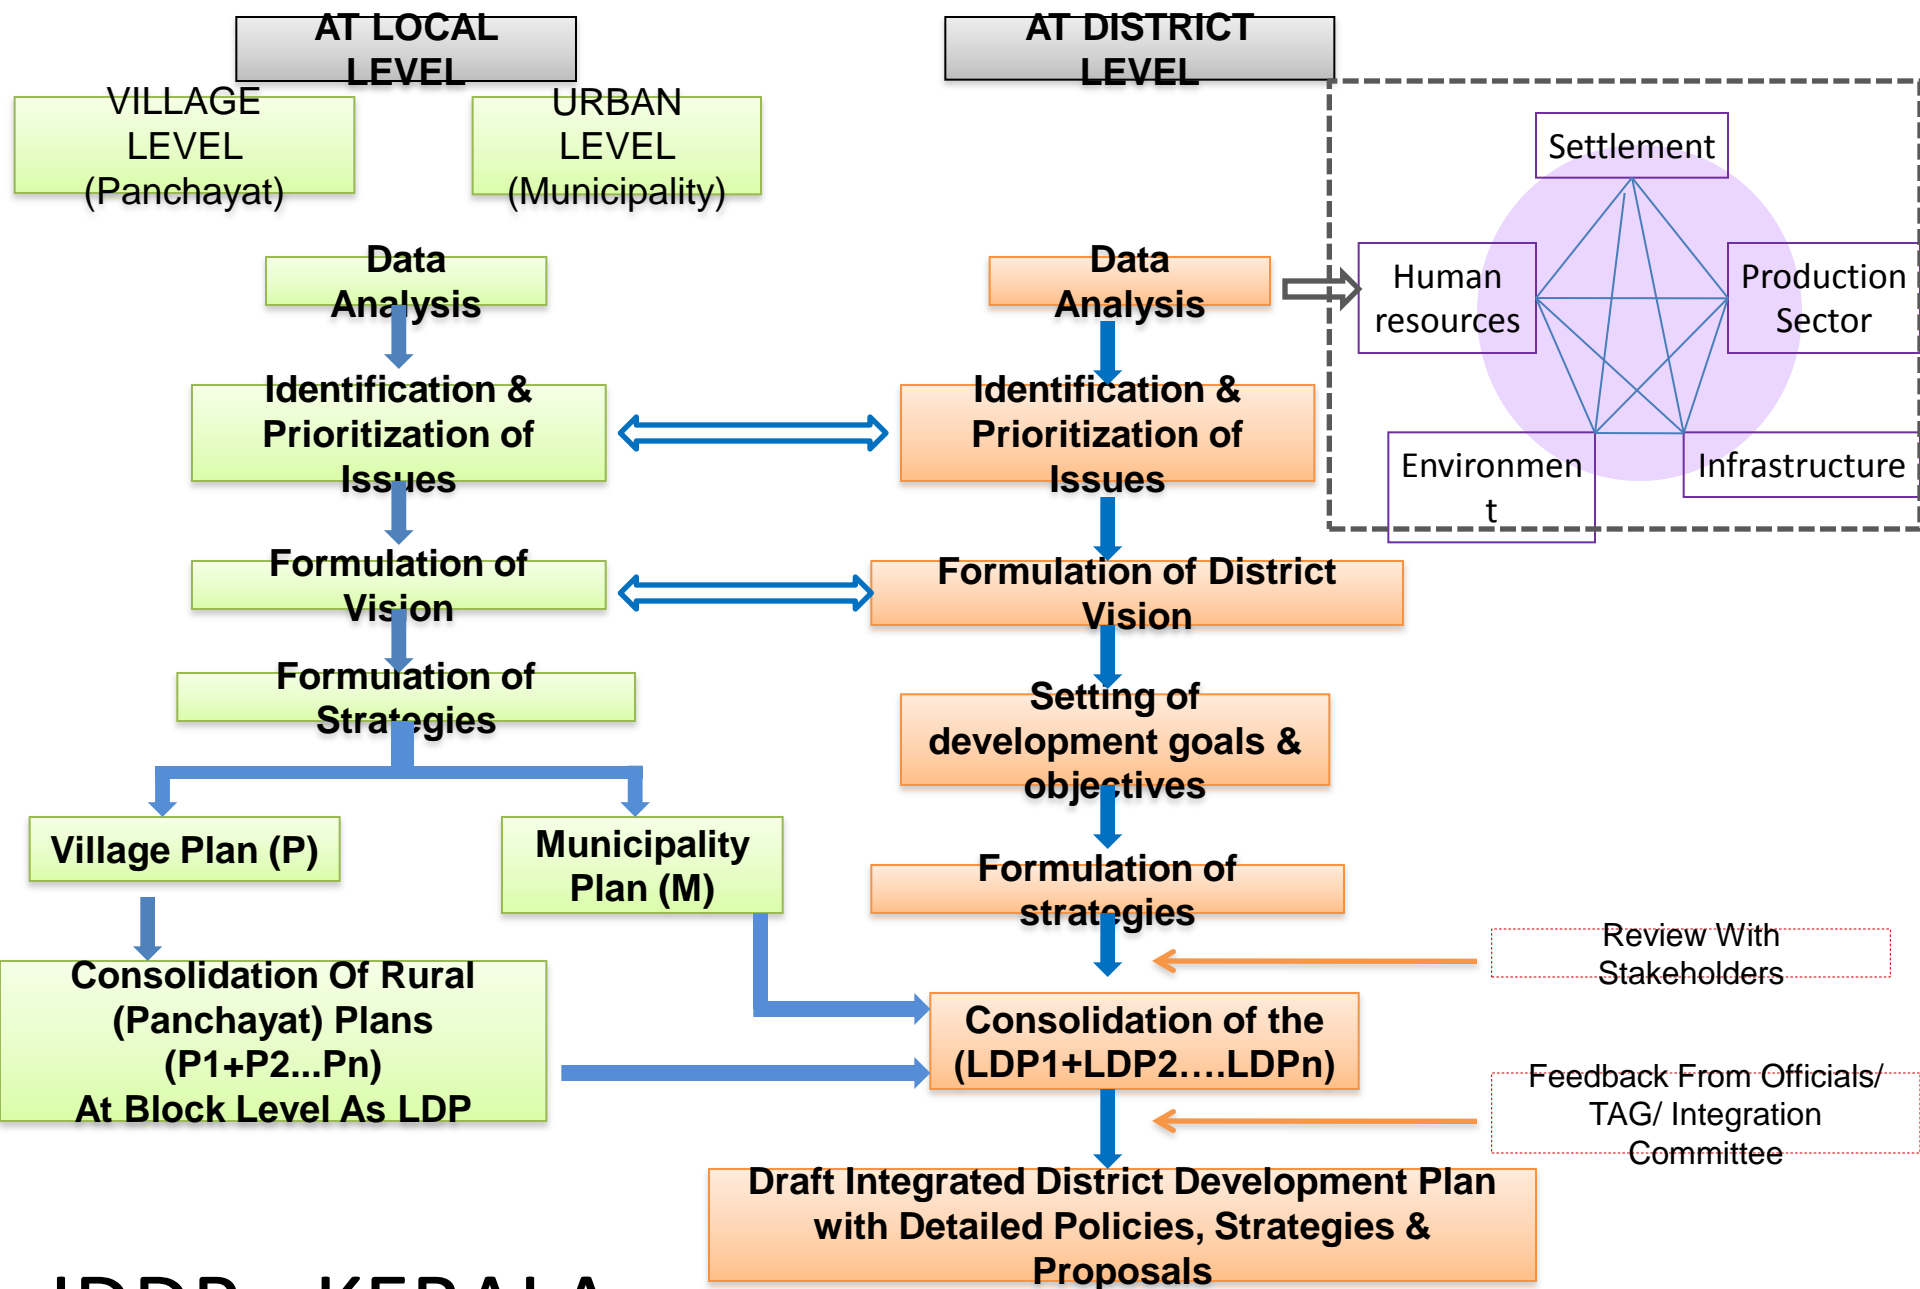 AT LOCAL
LEVEL
AT DISTRICT
LEVEL
VILLAGE
LEVEL
(Panchayat)
URBAN
LEVEL
(Municipality)
Data
Analysis
Identification &
Prioritization of
Issues
Formulation of
Vision
Formulation of
Strategies
Village Plan (P)
Municipality
Plan (M)
Consolidation Of Rural
(Panchayat) Plans
(P1+P2...Pn)
At Block Level As LDP
Data
Analysis
Identification &
Prioritization of
Issues
Formulation of District
Vision
Setting of
development goals &
objectives
Formulation of
strategies
Consolidation of the
(LDP1+LDP2....LDPn)
Draft Integrated District Development Plan
with Detailed Policies, Strategies &
Proposals
Settlement
Human
resources
Production
Sector
Environmen
t
Infrastructure
Review With
Stakeholders
Feedback From Officials/
TAG/ Integration
Committee
IDDP KERALA